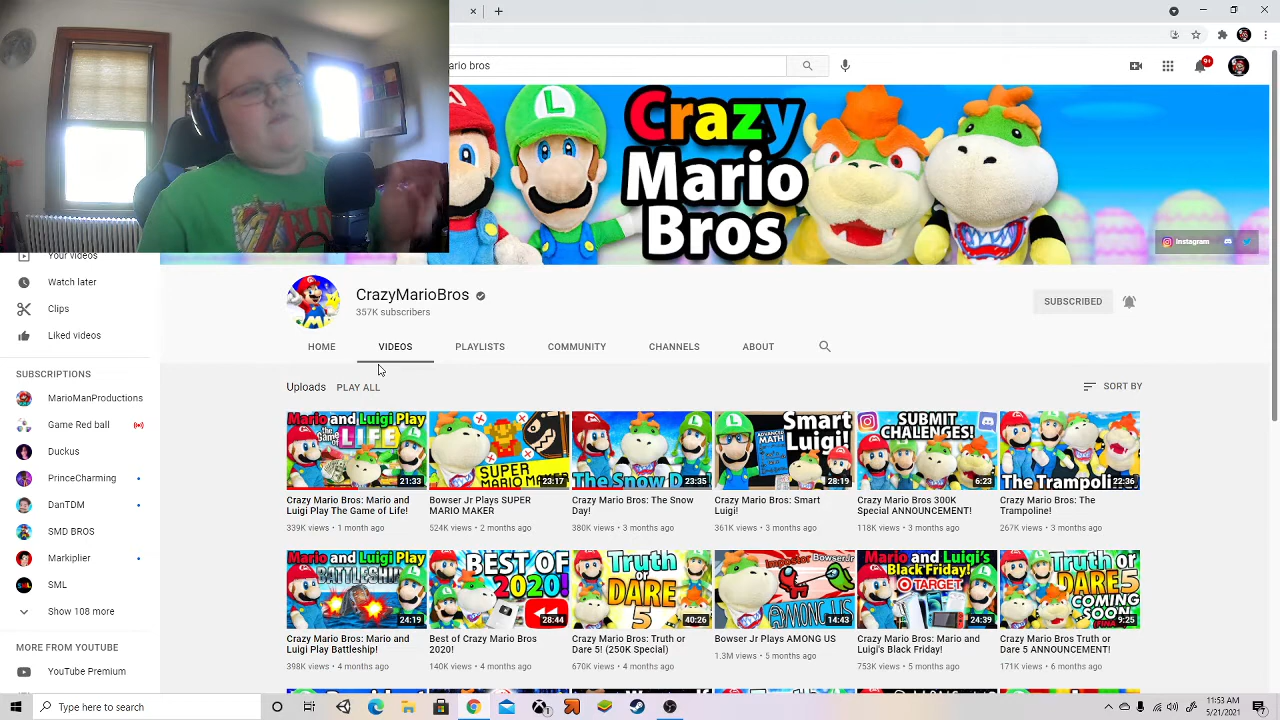 ario bros
9+
Crazy
Mario
Bros
Instagram
Your videos
Watch later
Clips
Liked videos
SUBSCRIPTIONS
MarioManProductions
Game Red ball
Duckus
PrinceCharming
DanTDM
SMD BROS
Markiplier
SML
SML
Show 108 more
MORE FROM YOUTUBE
YouTube Premium
CrazyMarioBros
357K subscribers
SUBSCRIBED
HOME VIDEOS PLAYLISTS COMMUNITY CHANNELS ABOUT
Uploads PLAY ALL
SORT BY
Mario and Luigi Play
the Game of
LIFE
21:33
Crazy Mario Bros: Mario and
Luigi Play The Game of Life!
339K views • 1 month ago
SUPER
MARIO MAKER
23:17
Bowser Jr Plays SUPER
MARIO MAKER
524K views • 2 months ago
The Snow D
23:35
Crazy Mario Bros: The Snow
Day!
380K views • 3 months ago
ADVANCED
MATH
Smart
Luigi!
28:19
Crazy Mario Bros: Smart
Luigi!
361K views • 3 months ago
SUBMIT
CHALENGES!
6:23
Crazy Mario Bros 300K
Special ANNOUNCEMENT!
118K views • 3 months ago
The Trampoli
22:36
Crazy Mario Bros: The
Trampoline!
267K views • 3 months ago
Mario and Luigi Play
BATTLESHIP
24:19
Crazy Mario Bros: Mario and
Luigi Play Battleship!
398K views • 4 months ago
BEST OF
2020!
28:44
Best of Crazy Mario Bros
2020!
140K views • 4 months ago
Truth
or
DARE
5
40:26
Crazy Mario Bros: Truth or
Dare 5! (250K Special)
670K views • 4 months ago
Impostor
BowserJr
AMONG US
14:43
Bowser Jr Plays AMONG US
1.3M views • 5 months ago
Mario and Luigi's
Black Friday!
TARGET
24:39
Crazy Mario Bros: Mario and
Luigi's Black Friday!
753K views • 5 months ago
Truth or
DARE 5
COMING
SOON
9:25
Crazy Mario Bros Truth or
Dare 5 ANNOUNCEMENT!
171K views • 6 months ago
Type here to search
11:53 AM
5/21/2021